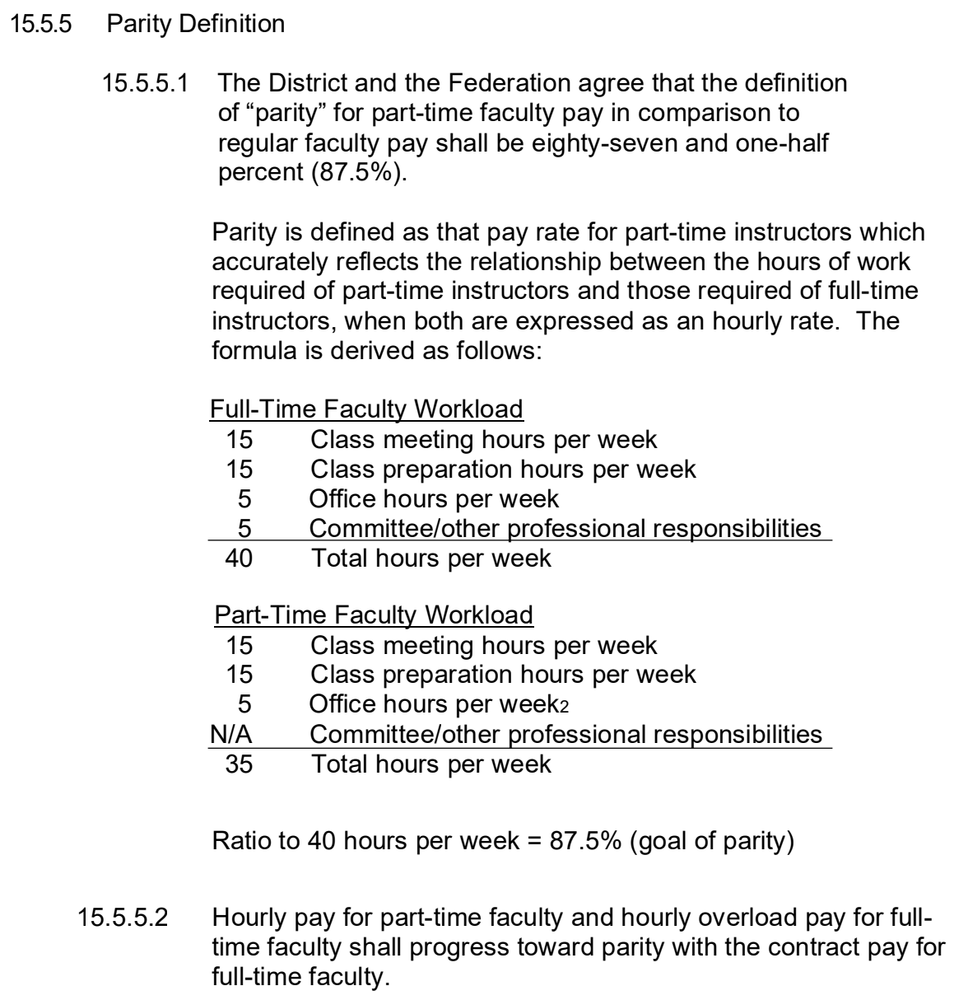 15.5.5 Parity Definition
15.5.5.1 The District and the Federation agree that the definition
of “parity” for part-time faculty pay in comparison to
regular faculty pay shall be eighty-seven and one-half
percent (87.5%).
Parity is defined as that pay rate for part-time instructors which
accurately reflects the relationship between the hours of work
required of part-time instructors and those required of full-time
instructors, when both are expressed as an hourly rate.  The
formula is derived as follows:
Full-Time Faculty Workload
15 Class meeting hours per week
15 Class preparation hours per week
5 Office hours per week
5 Committee/other professional responsibilities
40 Total hours per week
Part-Time Faculty Workload
15 Class meeting hours per week
15 Class preparation hours per week
5 Office hours per week2
N/A Committee/other professional responsibilities
35 Total hours per week
Ratio to 40 hours per week = 87.5% (goal of parity)
15.5.5.2 Hourly pay for part-time faculty and hourly overload pay for full-
time faculty shall progress toward parity with the contract pay for
full-time faculty.